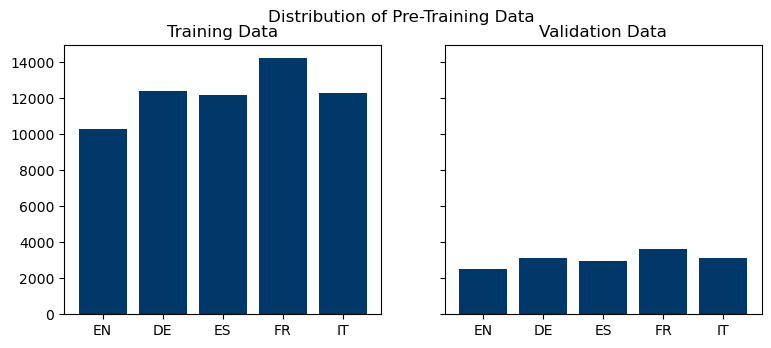 Distribution of Pre-Training Data
Training Data
14000
12000
10000
8000
6000
4000
2000
0
EN DE ES FR IT
Validation Data
EN DE ES FR IT